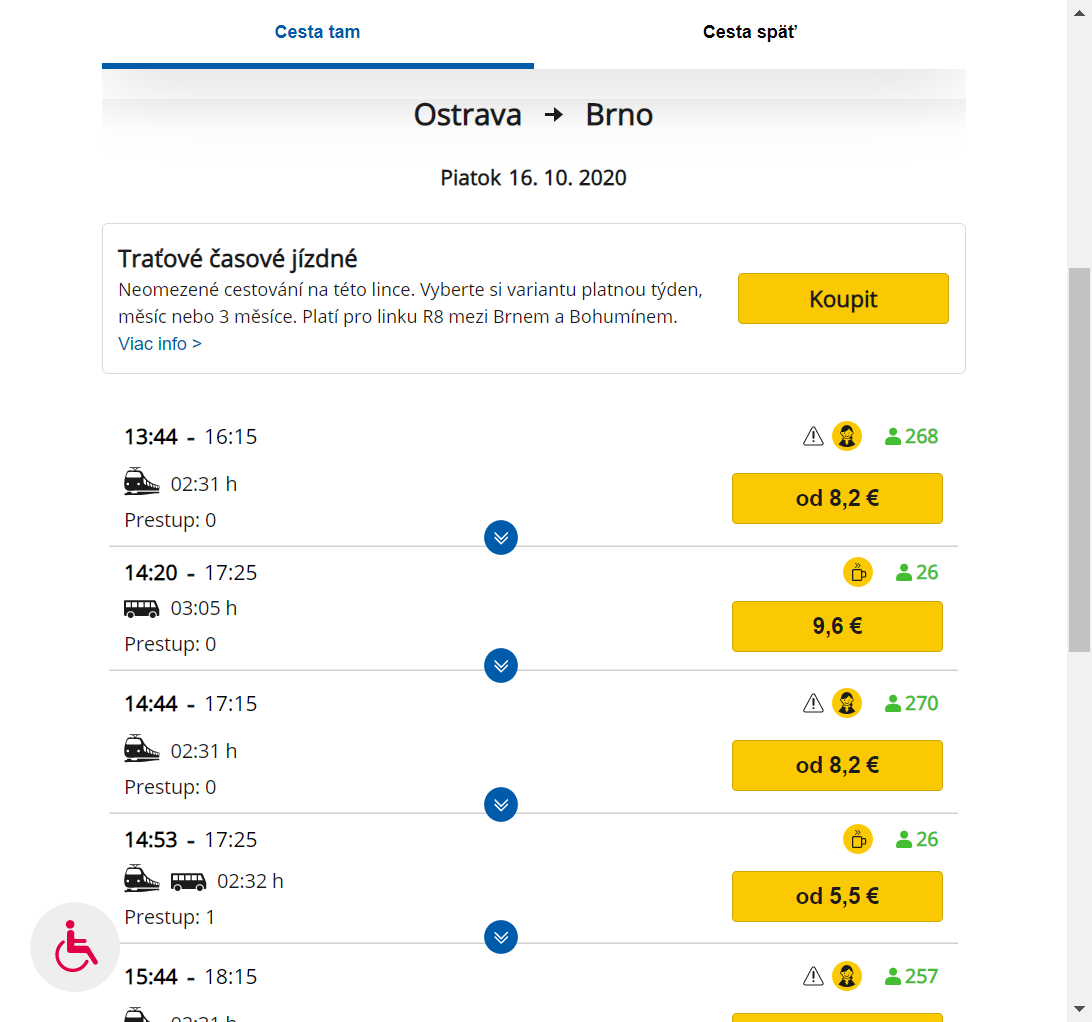 Cesta tam
Cesta späť
Ostrava → Brno
Piatok 16. 10. 2020
Traťové časové jízdné
Neomezené cestování na této lince. Vyberte si variantu platnou týden,
měsíc nebo 3 měsíce. Platí pro linku R8 mezi Brnem a Bohumínem.
Viac info >
Koupit
13:44 - 16:15
268
02:31 h
od 8,2 €
Prestup: 0
14:20 - 17:25
26
03:05 h
9,6 €
Prestup: 0
14:44 - 17:15
270
02:31 h
od 8,2 €
Prestup: 0
14:53 - 17:25
26
02:32 h
od 5,5 €
Prestup: 1
15:44 - 18:15
257
02:31 h